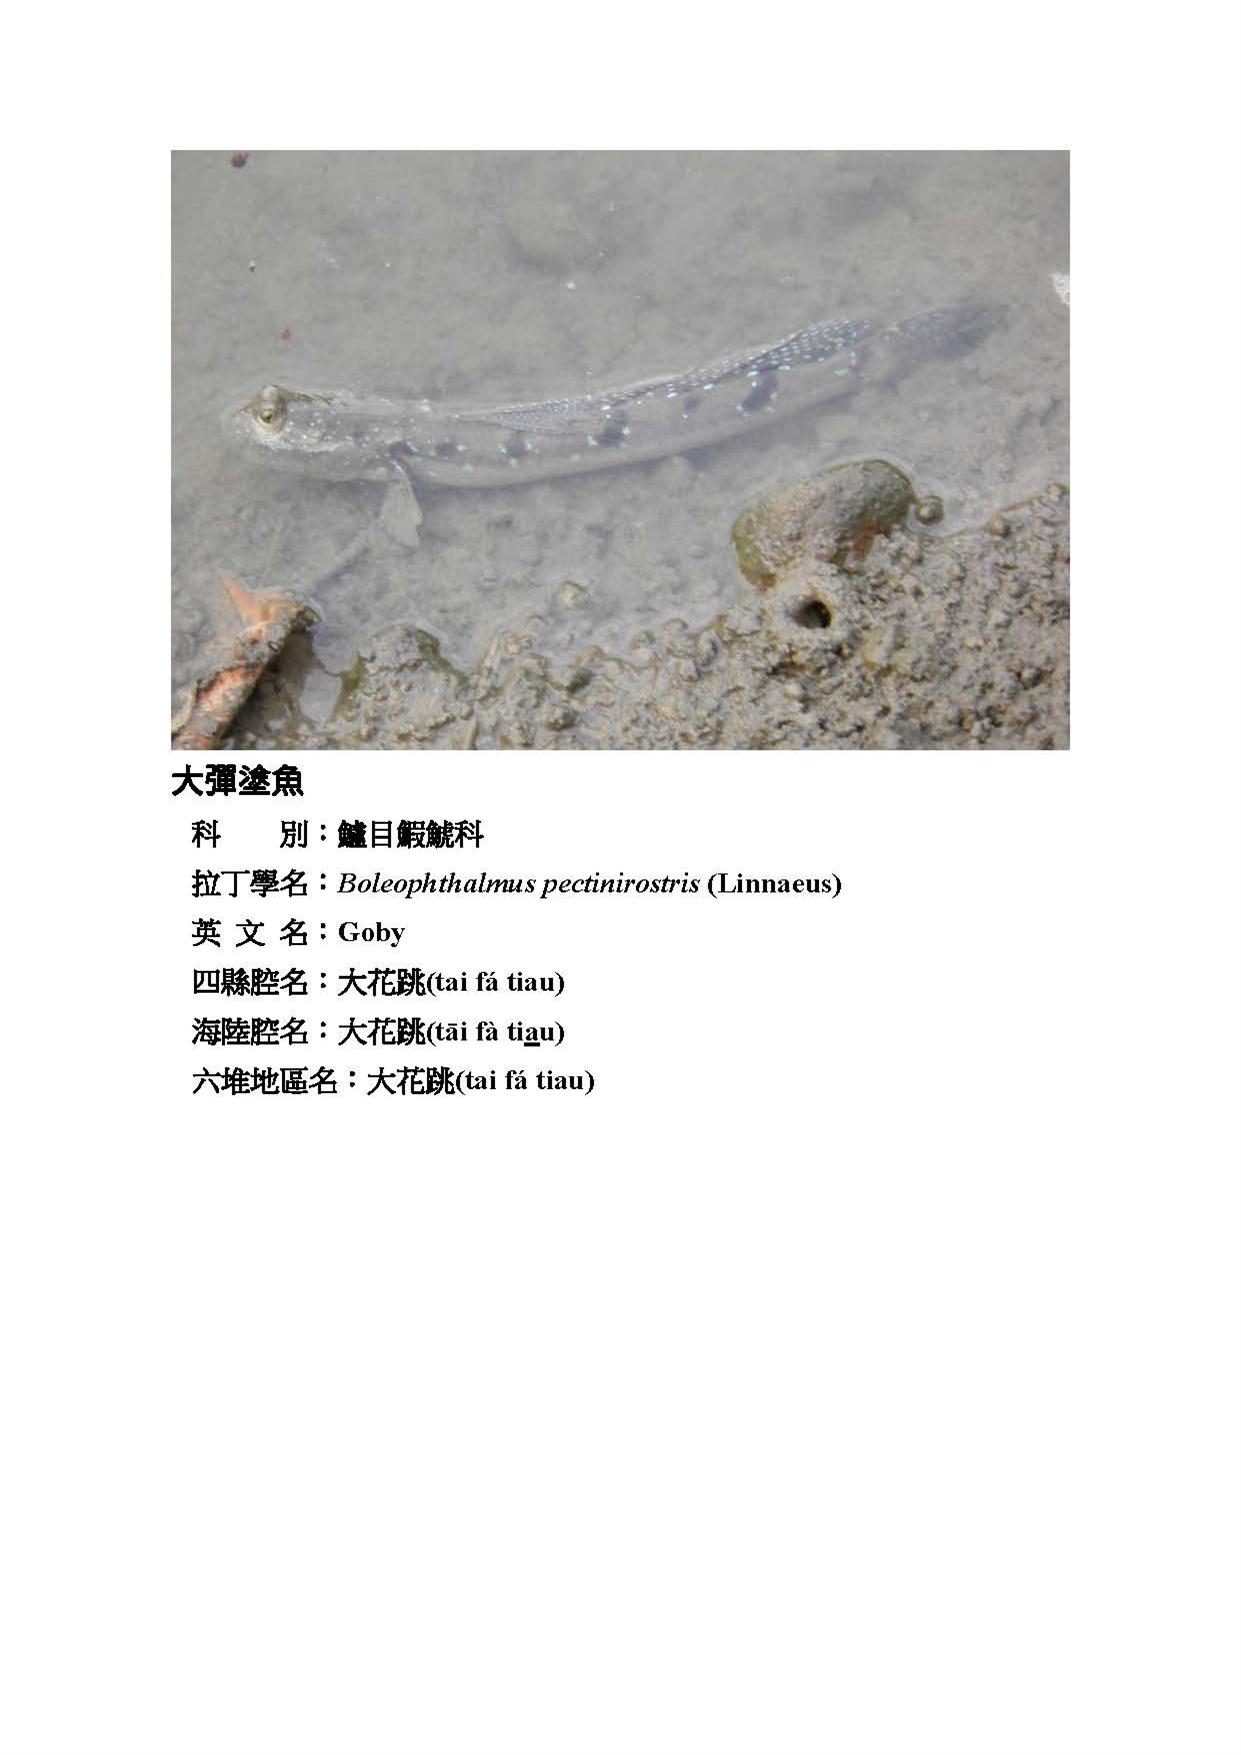 大彈塗魚
科　　別：鱸目鰕鯱科
拉丁學名：Boleophthalmus pectinirostris (Linnaeus)
英 文 名：Goby
四縣腔名：大花跳(tai fá tiau)
海陸腔名：大花跳(tāi fà tiau)
六堆地區名：大花跳(tai fá tiau)